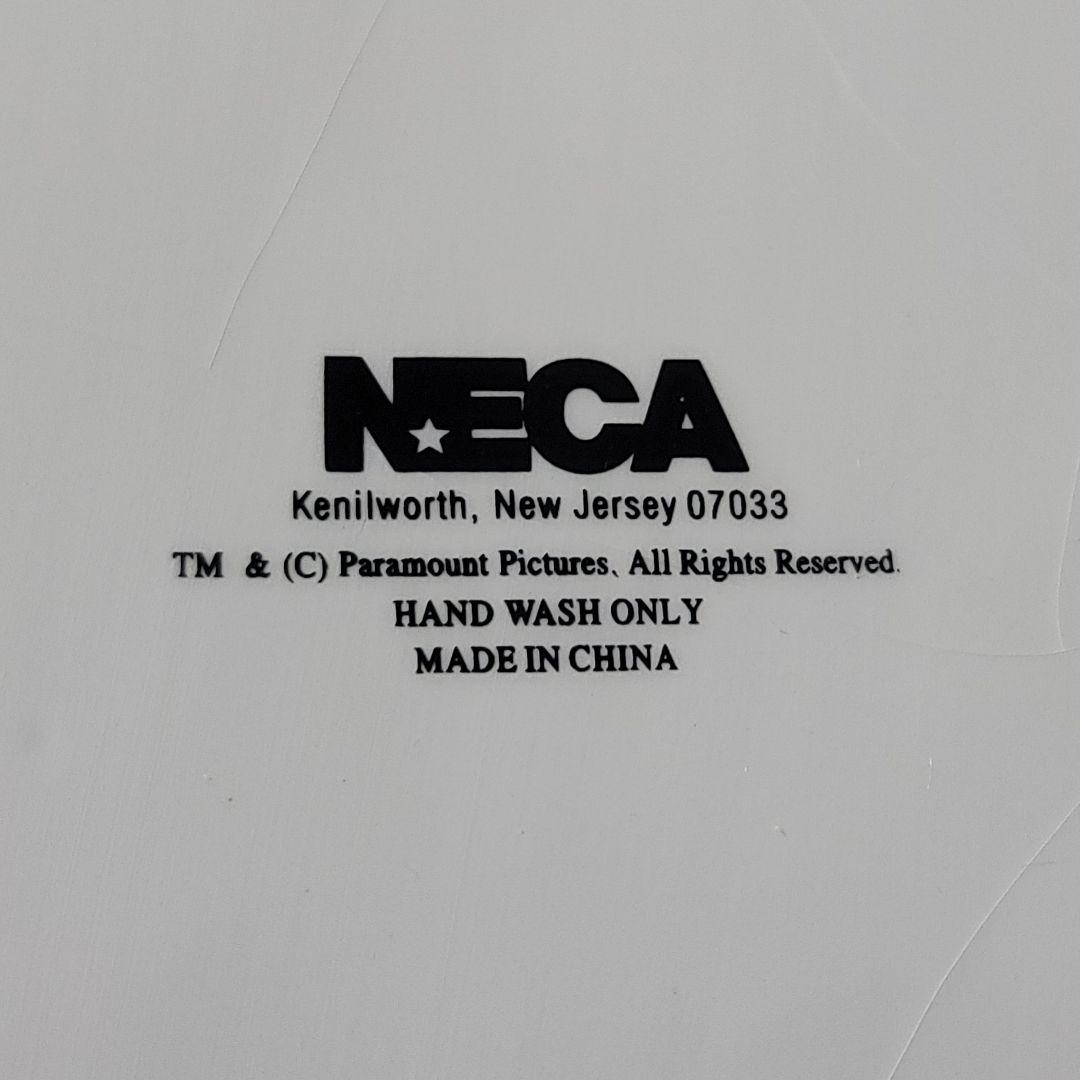 NECA
Kenilworth, New Jersey 07033
TM & (C) Paramount Pictures、All Rights Reserved.
HAND WASH ONLY
MADE IN CHINA